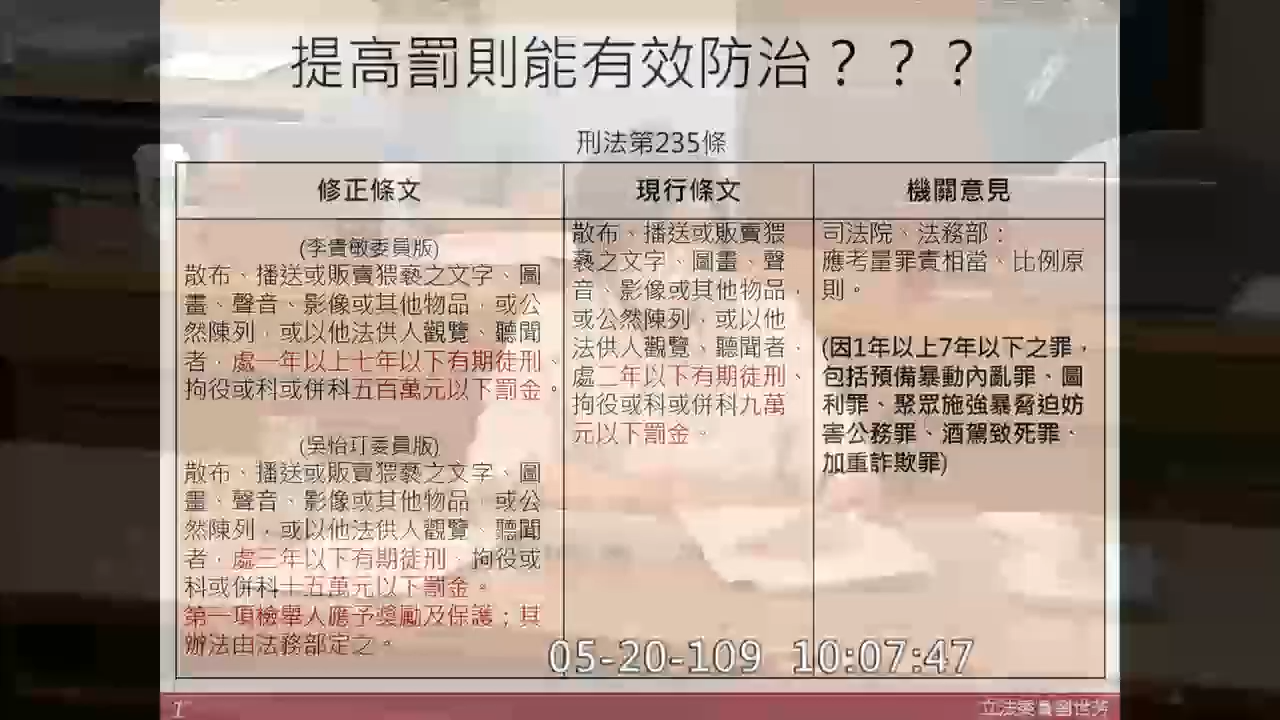 提高罰則能有效防治？？？
刑法第235條
修正條文
現行條文
機關意見
(李貴敏委員版)
散布、播送或販賣猥褻之文字、圖
畫、聲音、影像或其他物品，或公
然陳列，或以他法供人觀覽、聽聞
者，處一年以上七年以下有期徒刑、
拘役或科或併科五百萬元以下罰金。
(吳怡玎委員版)
散布、播送或販賣猥褻之文字、圖
畫、聲音、影像或其他物品，或公
然陳列，或以他法供人觀覽、聽聞
者，處三年以下有期徒刑、拘役或
科或併科十五萬元以下罰金。
第一項檢舉人應予獎勵及保護；其
辦法由法務部定之。
散布、播送或販賣猥
褻之文字、圖畫、聲
音、影像或其他物品，
或公然陳列，或以他
法供人觀覽、聽聞者，
處二年以下有期徒刑、
拘役或科或併科九萬
元以下罰金。
司法院、法務部：
應考量罪責相當、比例原
則。
(因1年以上7年以下之罪，
包括預備暴動內亂罪、圖
利罪、聚眾施強暴脅迫妨
害公務罪、酒駕致死罪、
加重詐欺罪)
05-20-109 10:07:47
1
立法委員劉世芳